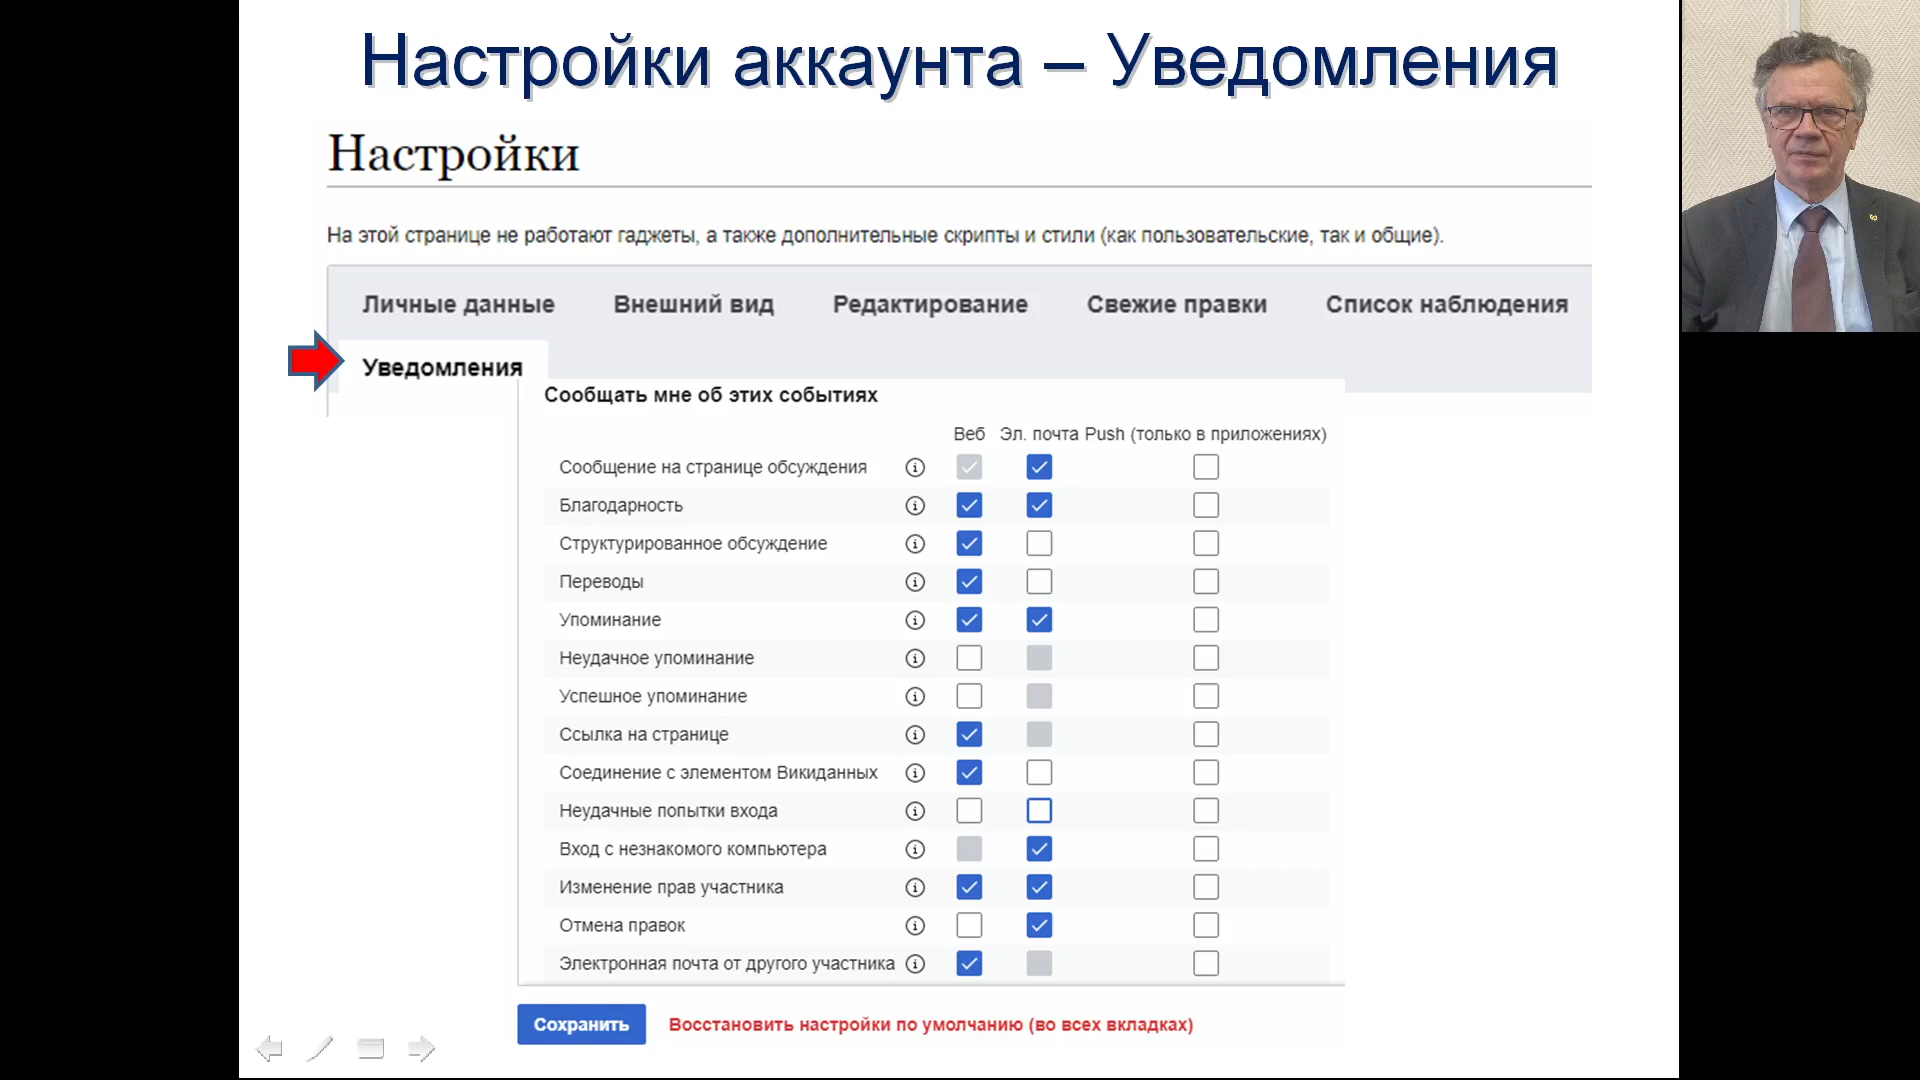 Настройки аккаунта – Уведомления
Настройки
На этой странице не работают гаджеты, а также дополнительные скрипты и стили (как пользовательские, так и общие).
Личные данные Внешний вид Редактирование Свежие правки Список наблюдения
Уведомления
Сообщать мне об этих событиях
Веб Эл. почта Push (только в приложениях)
Сообщение на странице обсуждения
Благодарность
Структурированное обсуждение
Переводы
Упоминание
Неудачное упоминание
Успешное упоминание
Ссылка на странице
Соединение с элементом Викиданных
Неудачные попытки входа
Вход с незнакомого компьютера
Изменение прав участника
Отмена правок
Электронная почта от другого участника
Сохранить Восстановить настройки по умолчанию (во всех вкладках)